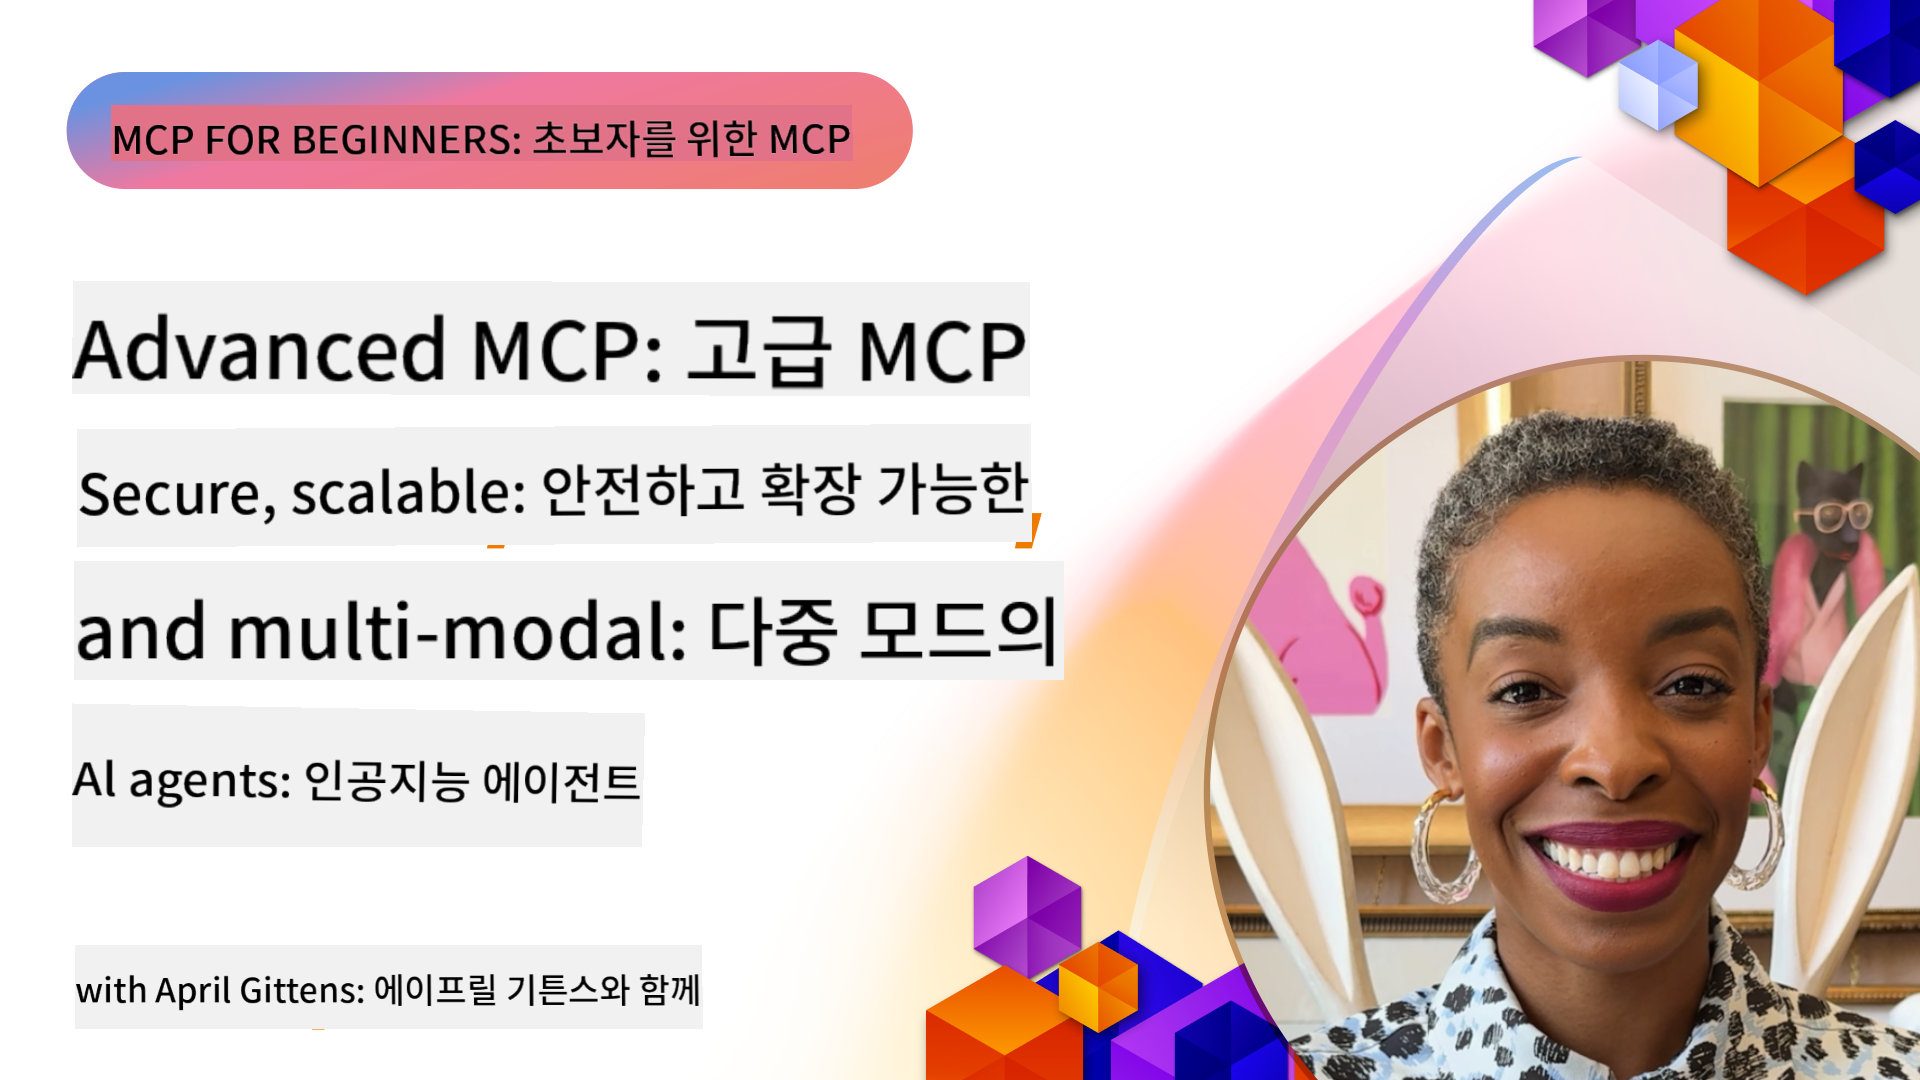 MCP FOR BEGINNERS: 초보자를 위한 MCP
Advanced MCP: 고급 MCP
Secure, scalable: 안전하고 확장 가능한
and multi-modal: 다중 모드의
AI agents: 인공지능 에이전트
with April Gittens: 에이프릴 기튼스와 함께